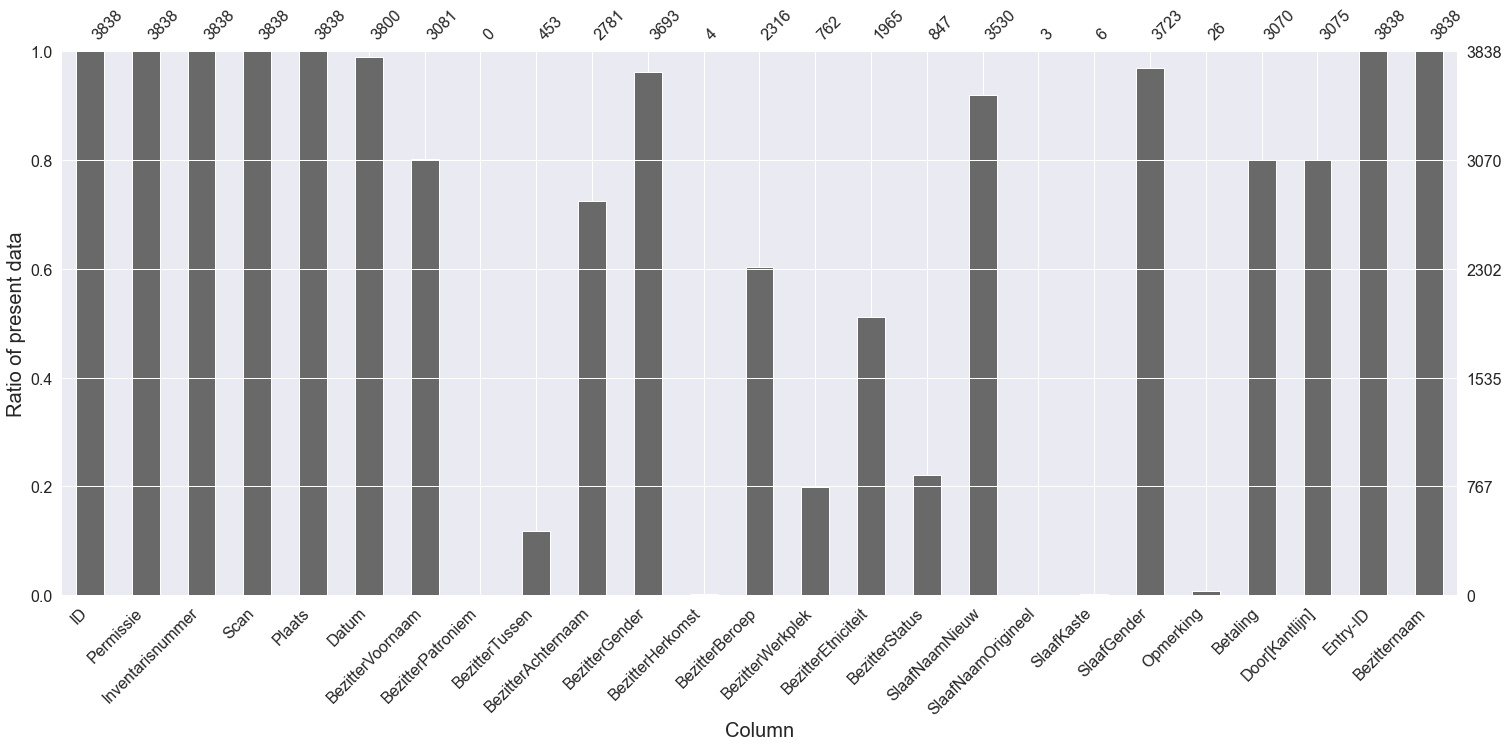 3838 3838 3838 3838 3838 3800 3081 0 453 2781 3693 4 2316 762 1965 847 3530 3 6 3723 26 3070 3075 3838 3838
1.0 3838
0.8 3070
0.6 2302
0.4 1535
0.2 767
0.0 0
Ratio of present data
ID Permissie Inventarisnummer Scan Plaats Datum BezitterVoornaam BezitterPatroniem BezitterTussen BezitterAchternaam BezitterGender BezitterHerkomst BezitterBeroep BezitterWerkplek BezitterEtniciteit BezitterStatus SlaafNaamNieuw SlaafNaamOrigineel SlaafKaste SlaafGender Opmerking Betaling Door[Kantlijn] Entry-ID Bezitternaam
Column